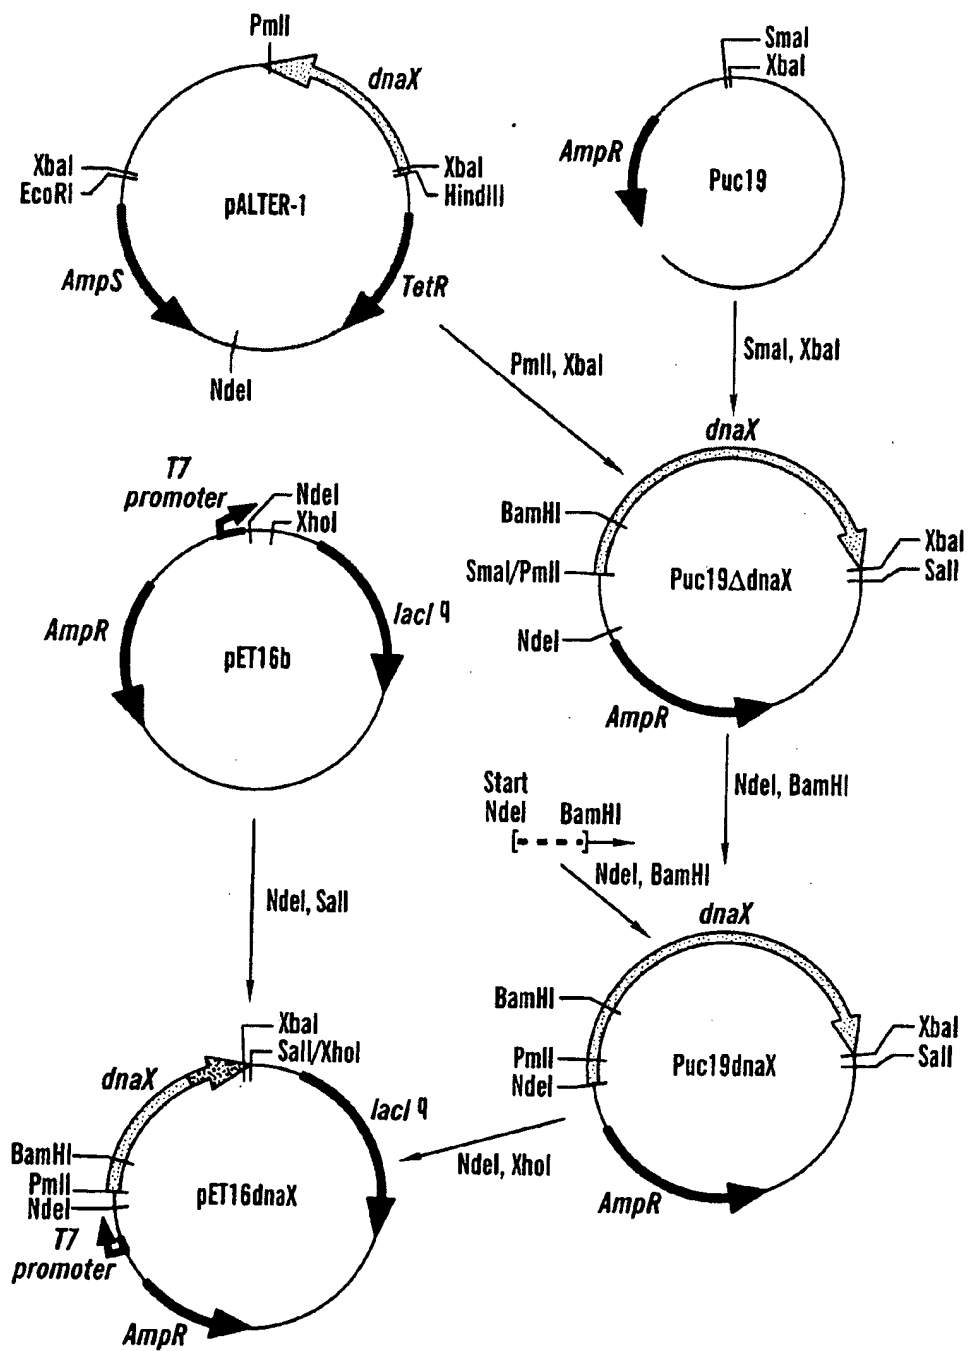 PmlI
dnaX
XbaI
EcoRI
XbaI
HindIII
pALTER-1
AmpS
TetR
NdeI
SmaI
XbaI
AmpR
Puc19
PmlI, XbaI
SmaI, XbaI
T7
promoter
NdeI
XhoI
AmpR
lacI q
pET16b
dnaX
BamHI
SmaI/PmlI
XbaI
SalI
Puc19ΔdnaX
NdeI
AmpR
NdeI, BamHI
Start
NdeI BamHI
NdeI, BamHI
NdeI, SalI
dnaX
BamHI
PmlI
NdeI
XbaI
SalI
Puc19dnaX
AmpR
NdeI, XhoI
XbaI
SalI/XhoI
dnaX
lacI q
BamHI
PmlI
NdeI
pET16dnaX
T7
promoter
AmpR